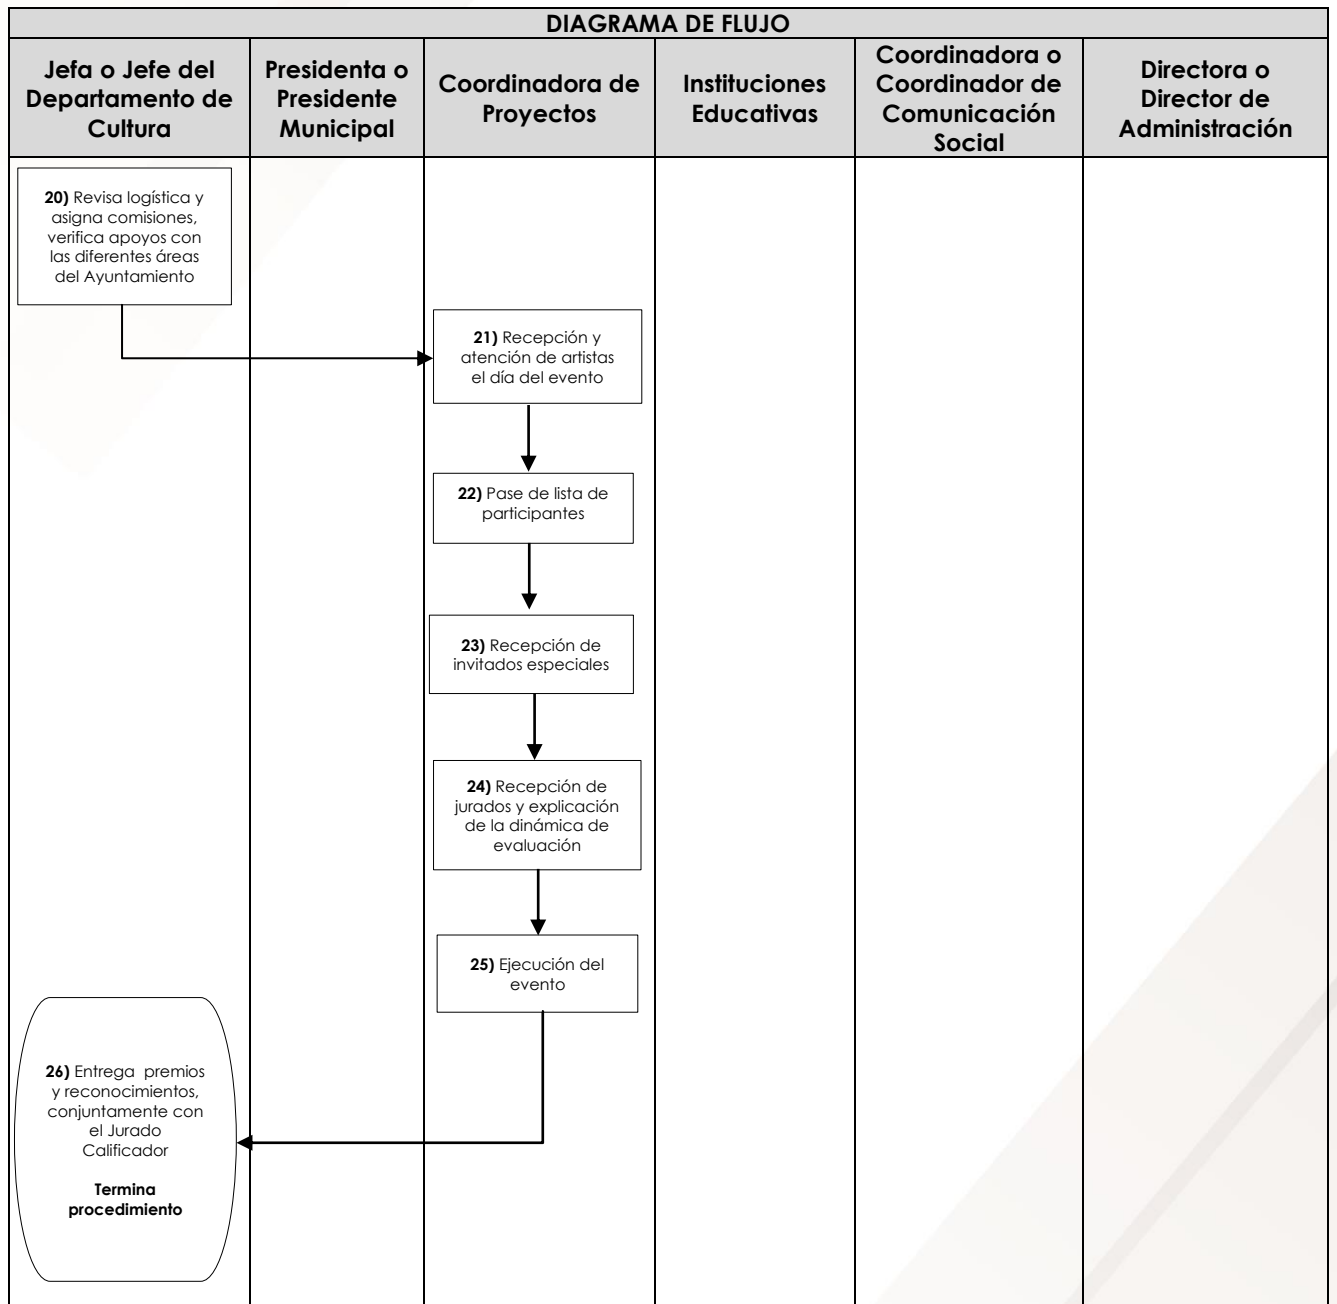 DIAGRAMA DE FLUJO
Jefa o Jefe del
Departamento de
Cultura
Presidenta o
Presidente
Municipal
Coordinadora de
Proyectos
Instituciones
Educativas
Coordinadora o
Coordinador de
Comunicación
Social
Directora o
Director de
Administración
20) Revisa logística y
asigna comisiones,
verifica apoyos con
las diferentes áreas
del Ayuntamiento
21) Recepción y
atención de artistas
el día del evento
22) Pase de lista de
participantes
23) Recepción de
invitados especiales
24) Recepción de
jurados y explicación
de la dinámica de
evaluación
25) Ejecución del
evento
26) Entrega premios
y reconocimientos,
conjuntamente con
el Jurado
Calificador
Termina
procedimiento